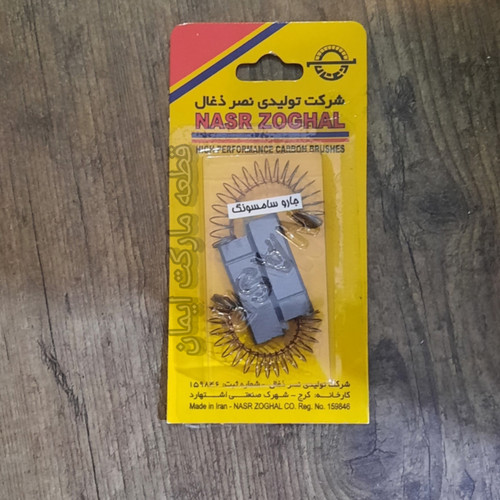 شرکت تولیدی نصر ذغال
NASR ZOGHAL
HIGH PERFORMANCE CARBON BRUSHES
جارو سامسونگ
قطعه مارکت ایمان
شرکت تولیدی نصر ذغال - شماره ثبت: ۱۵۹۸۴۶
کارخانه: کرج - شهرک صنعتی اشتهارد
Made in Iran - NASR ZOGHAL CO. Reg. No. 159846